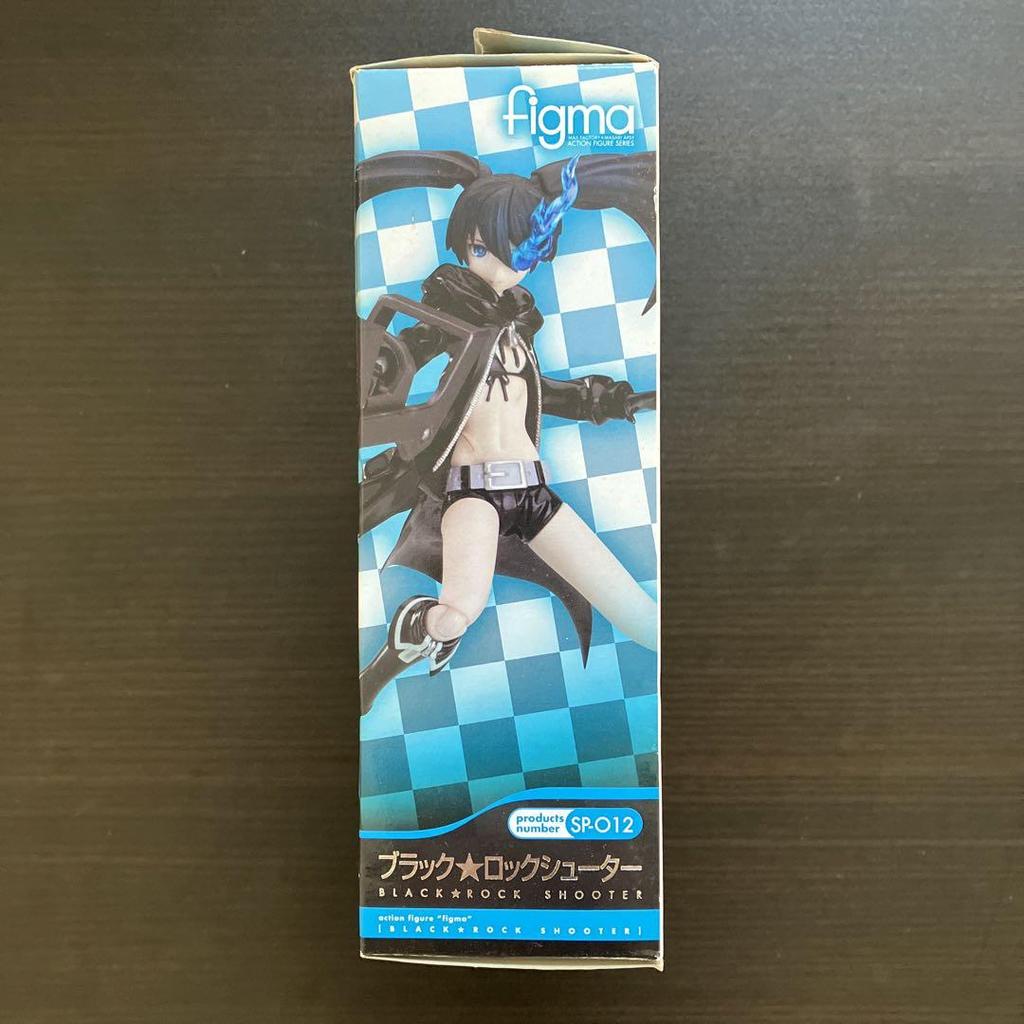 figma
MAX FACTORY × MASAKI APSY
ACTION FIGURE SERIES
products number SP-012
ブラック★ロックシューター
BLACK★ROCK SHOOTER
action figure "figma"
[BLACK★ROCK SHOOTER]